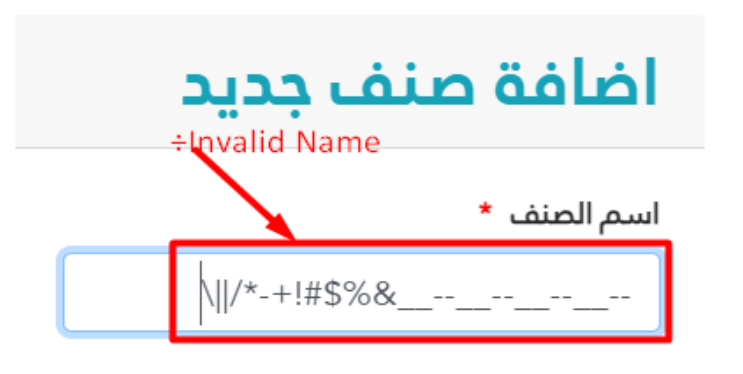 اضافة صنف جديد
÷Invalid Name
اسم الصنف *
\||/*-+!#$%&__--__--__--__--